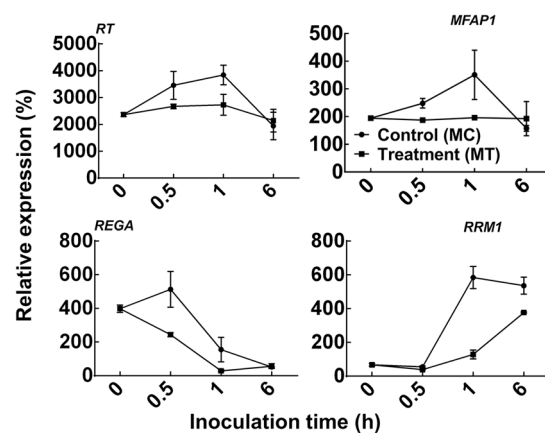 RT
MFAP1
5000
4000
3000
2000
1000
0
500
400
300
200
100
0
Control (MC)
Treatment (MT)
0 0.5 1 6
0 0.5 1 6
Relative expression (%)
REGA
RRM1
800
600
400
200
0
800
600
400
200
0
0 0.5 1 6
0 0.5 1 6
Inoculation time (h)